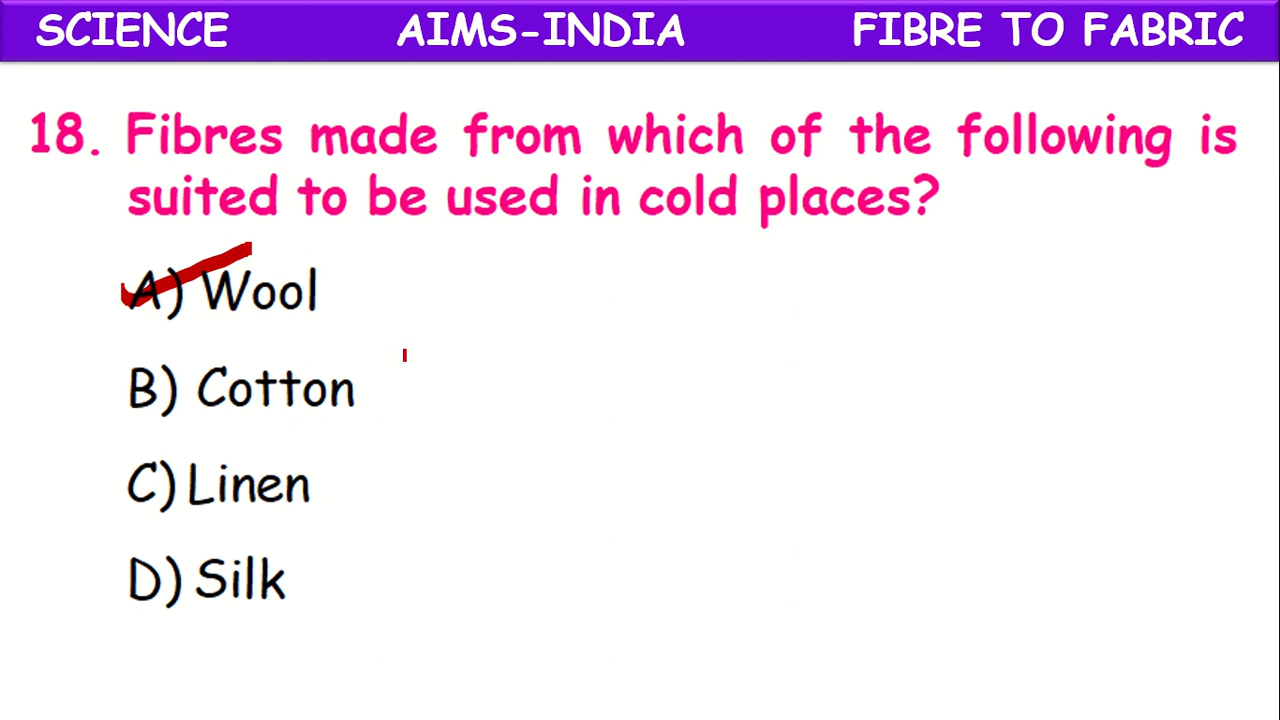 SCIENCE AIMS-INDIA FIBRE TO FABRIC
18. Fibres made from which of the following is
suited to be used in cold places?
A) Wool
B) Cotton
C) Linen
D) Silk